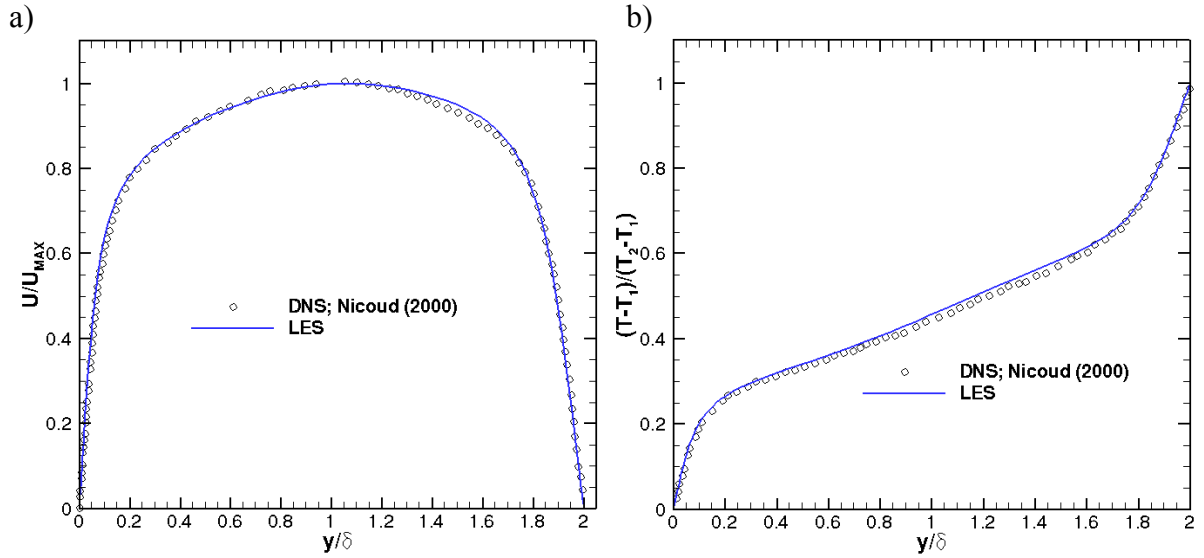 a)
U/U_MAX
1
0.8
0.6
0.4
0.2
0
0 0.2 0.4 0.6 0.8 1 1.2 1.4 1.6 1.8 2
y/δ
DNS; Nicoud (2000)
LES
b)
(T-T_1)/(T_2-T_1)
1
0.8
0.6
0.4
0.2
0
0 0.2 0.4 0.6 0.8 1 1.2 1.4 1.6 1.8 2
y/δ
DNS; Nicoud (2000)
LES